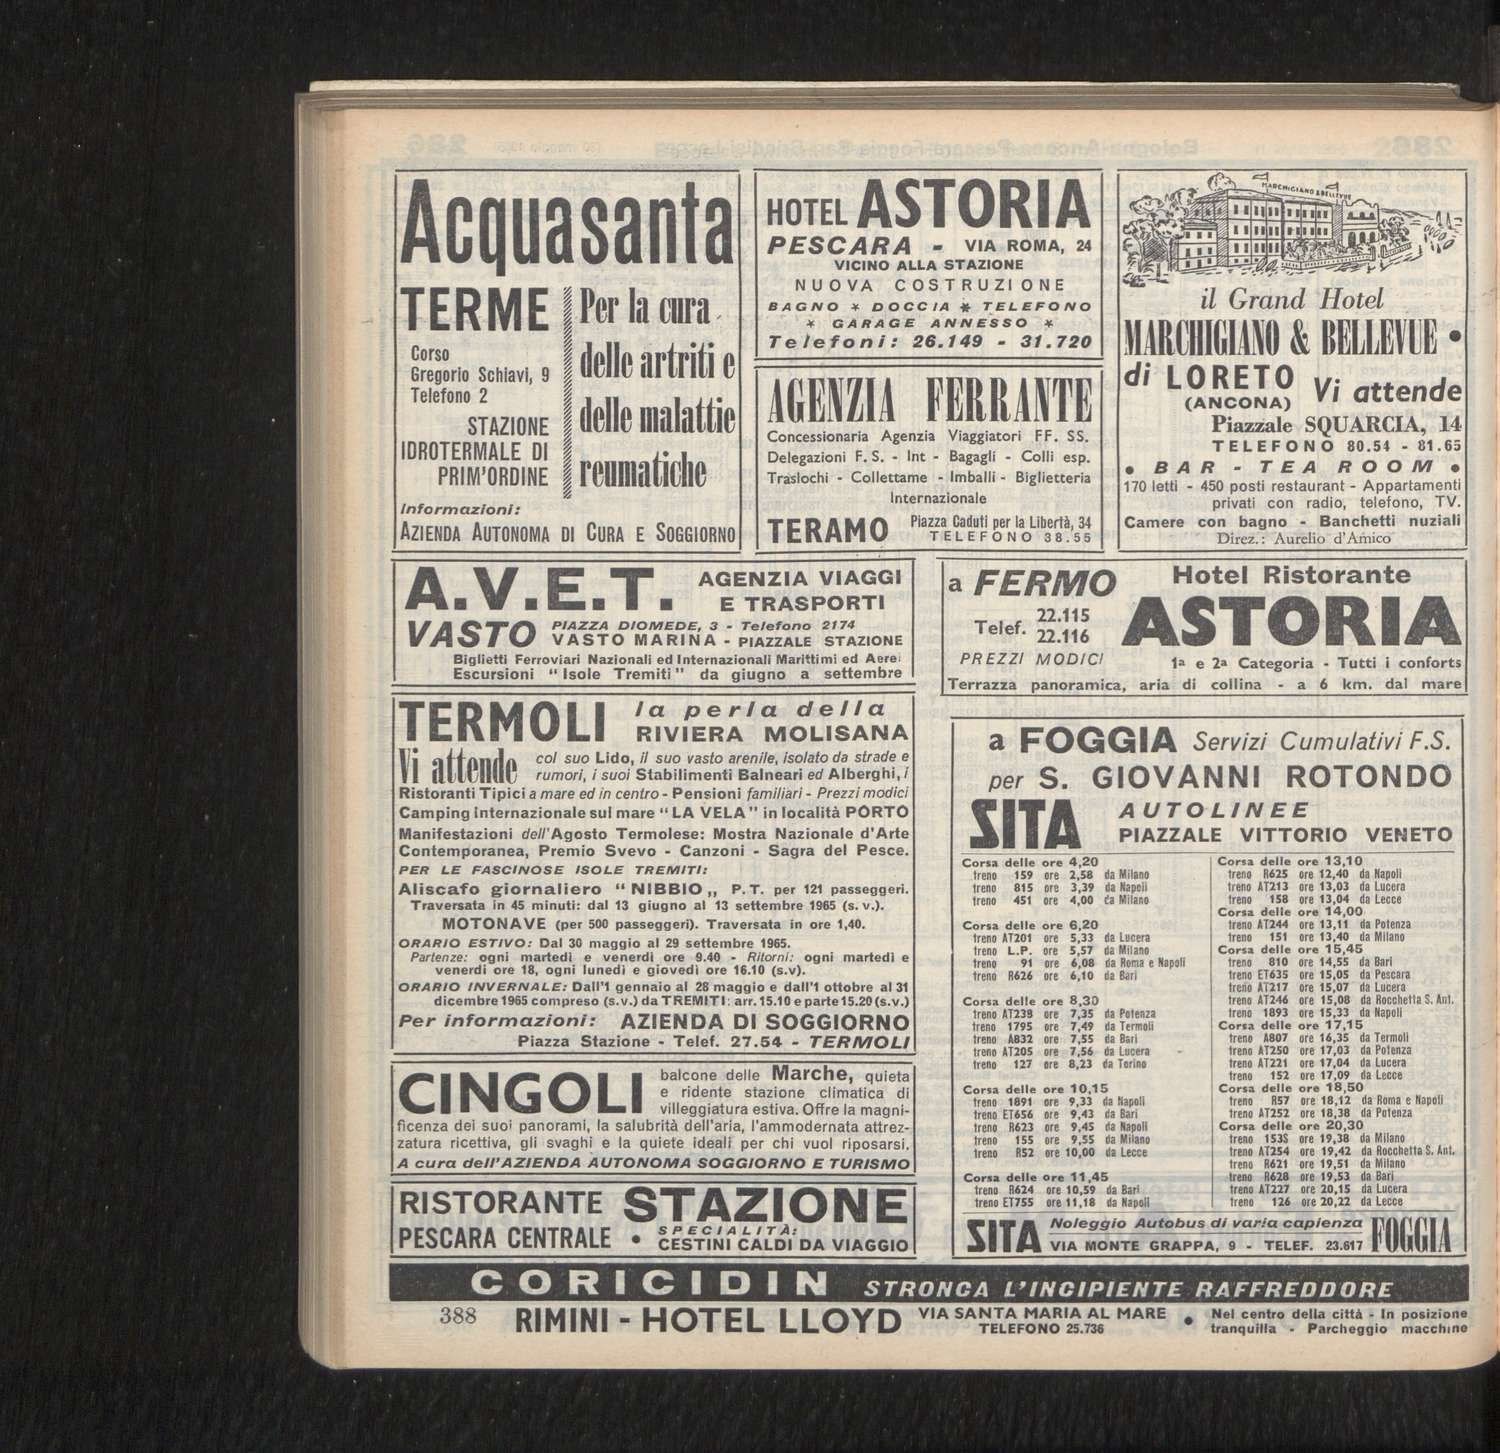 Acquasanta
TERME
Corso
Gregorio Schiavi, 9
Telefono 2
STAZIONE
IDROTERMALE DI
PRIM'ORDINE
Per la cura
delle artriti e
delle malattie
reumatiche
Informazioni:
AZIENDA AUTONOMA DI CURA E SOGGIORNO
HOTEL ASTORIA
PESCARA - VIA ROMA, 24
VICINO ALLA STAZIONE
NUOVA COSTRUZIONE
BAGNO * DOCCIA * TELEFONO
* GARAGE ANNESSO *
Telefoni: 26.149 - 31.720
AGENZIA FERRANTE
Concessionaria Agenzia Viaggiatori FF. SS.
Delegazioni F.S. - Int - Bagagli - Colli esp.
Traslochi - Collettame - Imballi - Biglietteria
Internazionale
TERAMO Piazza Caduti per la Libertà, 34
TELEFONO 38.55
MARCHIGIANO & BELLEVUE
il Grand Hotel
MARCHIGIANO & BELLEVUE •
di LORETO Vi attende
(ANCONA)
Piazzale SQUARCIA, 14
TELEFONO 80.54 - 81.65
• BAR - TEA ROOM •
170 letti - 450 posti restaurant - Appartamenti
privati con radio, telefono, TV.
Camere con bagno - Banchetti nuziali
Direz.: Aurelio d'Amico
A.V.E.T. AGENZIA VIAGGI
E TRASPORTI
VASTO PIAZZA DIOMEDE, 3 - Telefono 2174
VASTO MARINA - PIAZZALE STAZIONE
Biglietti Ferroviari Nazionali ed Internazionali Marittimi ed Aerei
Escursioni "Isole Tremiti" da giugno a settembre
a FERMO Hotel Ristorante
Telef. 22.115
22.116
ASTORIA
PREZZI MODICI 1ª e 2ª Categoria - Tutti i conforts
Terrazza panoramica, aria di collina - a 6 km. dal mare
TERMOLI la perla della
RIVIERA MOLISANA
Vi attende col suo Lido, il suo vasto arenile, isolato da strade e
rumori, i suoi Stabilimenti Balneari ed Alberghi, i
Ristoranti Tipici a mare ed in centro - Pensioni familiari - Prezzi modici
Camping internazionale sul mare "LA VELA" in località PORTO
Manifestazioni dell'Agosto Termolese: Mostra Nazionale d'Arte
Contemporanea, Premio Svevo - Canzoni - Sagra del Pesce.
PER LE FASCINOSE ISOLE TREMITI:
Aliscafo giornaliero "NIBBIO„ P.T. per 121 passeggeri.
Traversata in 45 minuti: dal 13 giugno al 13 settembre 1965 (s.v.).
MOTONAVE (per 500 passeggeri). Traversata in ore 1,40.
ORARIO ESTIVO: Dal 30 maggio al 29 settembre 1965.
Partenze: ogni martedì e venerdì ore 9.40 - Ritorni: ogni martedì e
venerdì ore 18, ogni lunedì e giovedì ore 16.10 (s.v).
ORARIO INVERNALE: Dall'1 gennaio al 28 maggio e dall'1 ottobre al 31
dicembre 1965 compreso (s.v.) da TREMITI: arr. 15.10 e parte 15.20 (s.v.)
Per informazioni: AZIENDA DI SOGGIORNO
Piazza Stazione - Telef. 27.54 - TERMOLI
CINGOLI balcone delle Marche, quieta
e ridente stazione climatica di
villeggiatura estiva. Offre la magni-
ficenza dei suoi panorami, la salubrità dell'aria, l'ammodernata attrez-
zatura ricettiva, gli svaghi e la quiete ideali per chi vuol riposarsi.
A cura dell'AZIENDA AUTONOMA SOGGIORNO E TURISMO
RISTORANTE STAZIONE
PESCARA CENTRALE • SPECIALITÀ:
CESTINI CALDI DA VIAGGIO
a FOGGIA Servizi Cumulativi F.S.
per S. GIOVANNI ROTONDO
SITA AUTOLINEE
PIAZZALE VITTORIO VENETO
Corsa delle ore 4,20
treno 159 ore 2,58 da Milano
treno 815 ore 3,39 da Napoli
treno 451 ore 4,00 da Milano
Corsa delle ore 6,20
treno AT201 ore 5,33 da Lucera
treno L.P. ore 5,57 da Milano
treno 91 ore 6,08 da Roma e Napoli
treno R626 ore 6,10 da Bari
Corsa delle ore 8,30
treno AT238 ore 7,35 da Potenza
treno 1795 ore 7,49 da Termoli
treno A832 ore 7,55 da Bari
treno AT205 ore 7,56 da Lucera
treno 127 ore 8,23 da Torino
Corsa delle ore 10,15
treno 1891 ore 9,33 da Napoli
treno ET656 ore 9,43 da Bari
treno R623 ore 9,45 da Napoli
treno 155 ore 9,55 da Milano
treno R52 ore 10,00 da Lecce
Corsa delle ore 11,45
treno R624 ore 10,59 da Bari
treno ET755 ore 11,18 da Napoli
Corsa delle ore 13,10
treno R625 ore 12,40 da Napoli
treno AT213 ore 13,03 da Lucera
treno 158 ore 13,04 da Lecce
Corsa delle ore 14,00
treno AT244 ore 13,11 da Potenza
treno 151 ore 13,40 da Milano
Corsa delle ore 15,45
treno 810 ore 14,55 da Bari
treno ET635 ore 15,05 da Pescara
treno AT217 ore 15,07 da Lucera
treno AT246 ore 15,08 da Rocchetta S. Ant.
treno 1893 ore 15,33 da Napoli
Corsa delle ore 17,15
treno A807 ore 16,35 da Termoli
treno AT250 ore 17,03 da Potenza
treno AT221 ore 17,04 da Lucera
treno 152 ore 17,09 da Lecce
Corsa delle ore 18,50
treno R57 ore 18,12 da Roma e Napoli
treno AT252 ore 18,38 da Potenza
Corsa delle ore 20,30
treno 153S ore 19,38 da Milano
treno AT254 ore 19,42 da Rocchetta S. Ant.
treno R621 ore 19,51 da Milano
treno R628 ore 19,53 da Bari
treno AT227 ore 20,15 da Lucera
treno 126 ore 20,22 da Lecce
SITA Noleggio Autobus di varia capienza FOGGIA
VIA MONTE GRAPPA, 9 - TELEF. 23.617
CORICIDIN STRONCA L'INCIPIENTE RAFFREDDORE
388 RIMINI - HOTEL LLOYD VIA SANTA MARIA AL MARE
TELEFONO 25.736
• Nel centro della città - In posizione
tranquilla - Parcheggio macchine